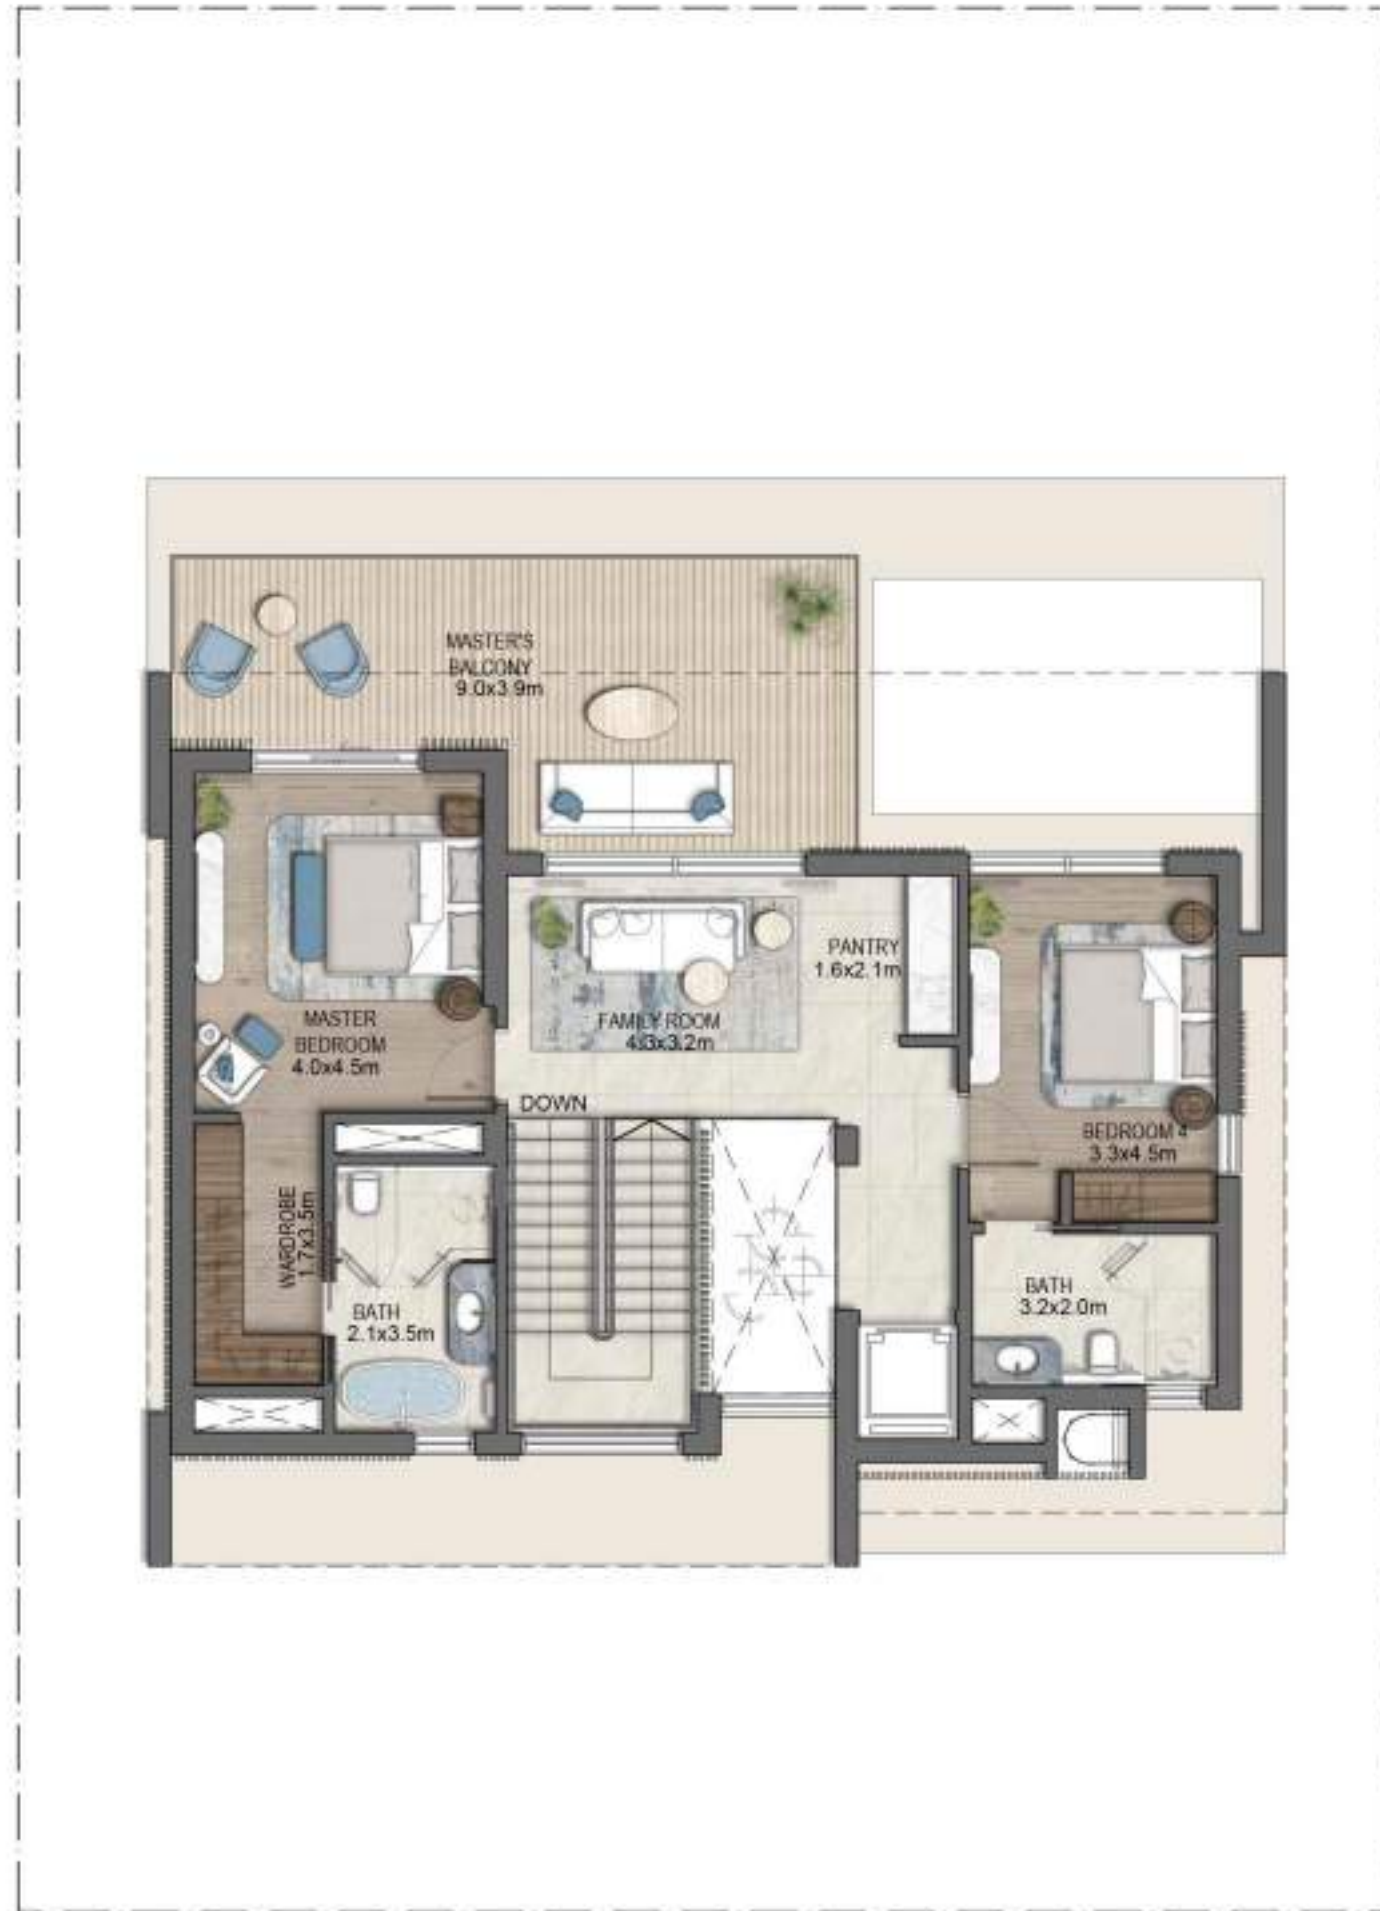 MASTER'S
BALCONY
9.0x3.9m
PANTRY
1.6x2.1m
MASTER
BEDROOM
4.0x4.5m
FAMILY ROOM
4.3x3.2m
DOWN
BEDROOM 4
3.3x4.5m
WARDROBE
1.7x3.5m
BATH
2.1x3.5m
BATH
3.2x2.0m